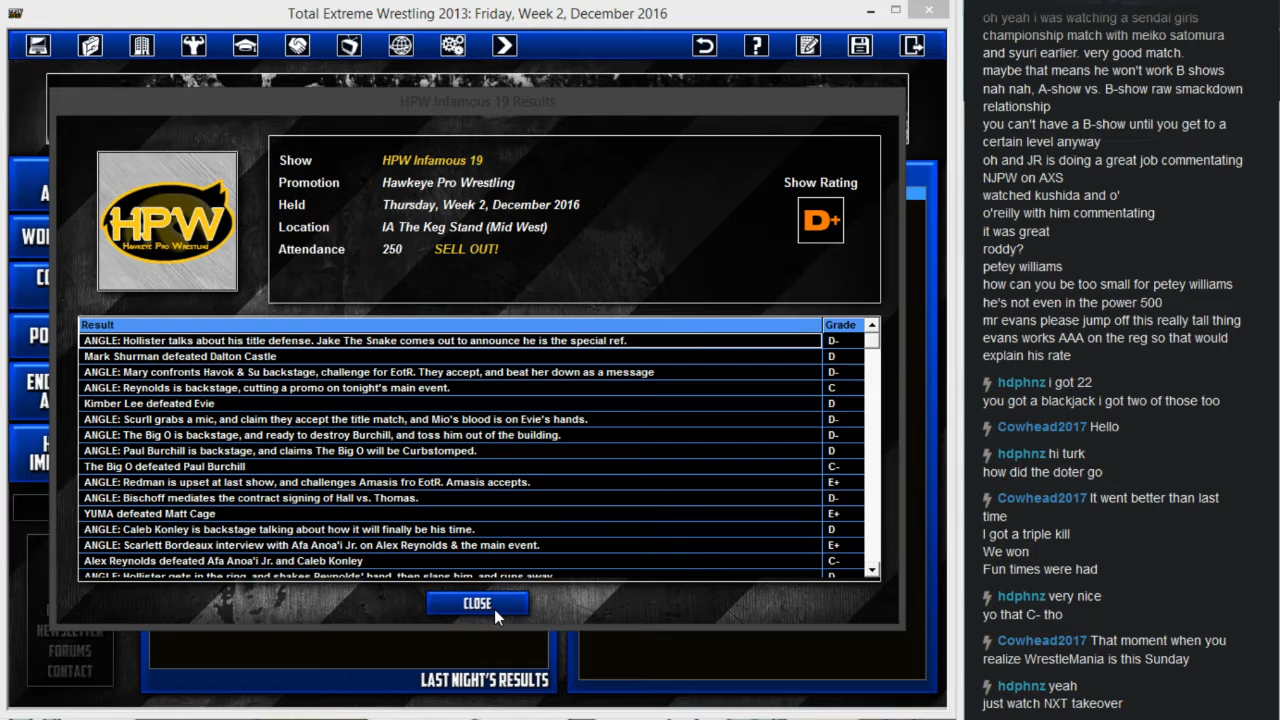 Total Extreme Wrestling 2013: Friday, Week 2, December 2016
HPW Infamous 19 Results
HPW
HAWKEYE PRO WRESTLING
Show HPW Infamous 19
Promotion Hawkeye Pro Wrestling
Held Thursday, Week 2, December 2016
Location IA The Keg Stand (Mid West)
Attendance 250 SELL OUT!
Show Rating
D+
Result Grade
ANGLE: Hollister talks about his title defense. Jake The Snake comes out to announce he is the special ref. D-
Mark Shurman defeated Dalton Castle D
ANGLE: Mary confronts Havok & Su backstage, challenge for EotR. They accept, and beat her down as a message D-
ANGLE: Reynolds is backstage, cutting a promo on tonight's main event. C
Kimber Lee defeated Evie D
ANGLE: Scurll grabs a mic, and claim they accept the title match, and Mio's blood is on Evie's hands. D-
ANGLE: The Big O is backstage, and ready to destroy Burchill, and toss him out of the building. D-
ANGLE: Paul Burchill is backstage, and claims The Big O will be Curbstomped. D
The Big O defeated Paul Burchill C-
ANGLE: Redman is upset at last show, and challenges Amasis fro EotR. Amasis accepts. E+
ANGLE: Bischoff mediates the contract signing of Hall vs. Thomas. D-
YUMA defeated Matt Cage E+
ANGLE: Caleb Konley is backstage talking about how it will finally be his time. D
ANGLE: Scarlett Bordeaux interview with Afa Anoa'i Jr. on Alex Reynolds & the main event. E+
Alex Reynolds defeated Afa Anoa'i Jr. and Caleb Konley C-
ANGLE: Hollister gets in the ring, and shakes Reynolds' hand, then slaps him, and runs away. D
CLOSE
NEWSLETTER
FORUMS
CONTACT
LAST NIGHT'S RESULTS
oh yeah i was watching a sendai girls
championship match with meiko satomura
and syuri earlier. very good match.
maybe that means he won't work B shows
nah nah, A-show vs. B-show raw smackdown
relationship
you can't have a B-show until you get to a
certain level anyway
oh and JR is doing a great job commentating
NJPW on AXS
watched kushida and o'
o'reilly with him commentating
it was great
roddy?
petey williams
how can you be too small for petey williams
he's not even in the power 500
mr evans please jump off this really tall thing
evans works AAA on the reg so that would
explain his rate
hdphnz i got 22
you got a blackjack i got two of those too
Cowhead2017 Hello
hdphnz hi turk
how did the doter go
Cowhead2017 It went better than last
time
I got a triple kill
We won
Fun times were had
hdphnz very nice
yo that C- tho
Cowhead2017 That moment when you
realize WrestleMania is this Sunday
hdphnz yeah
just watch NXT takeover